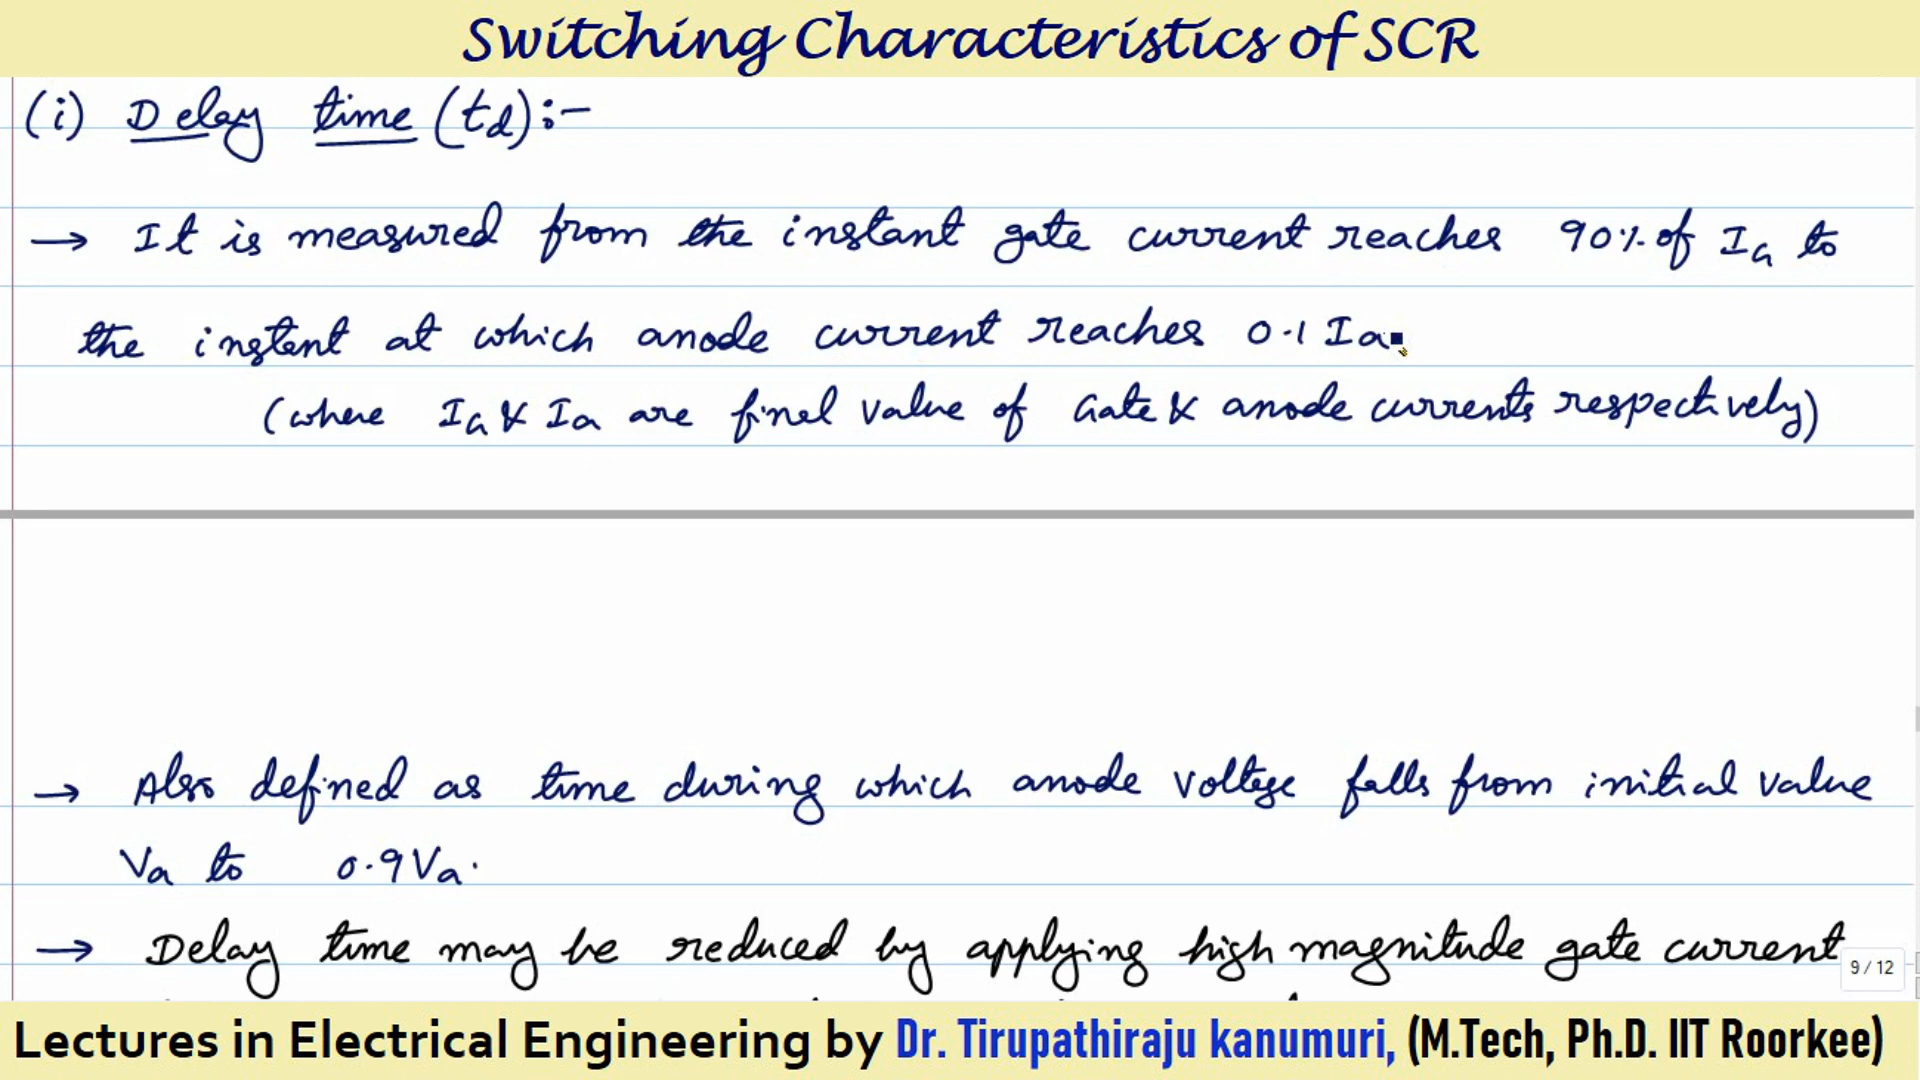 Switching Characteristics of SCR
(i) Delay time (td):-
→ It is measured from the instant gate current reaches 90% of IG to
the instant at which anode current reaches 0.1 Ia.
(where IG & Ia are final value of Gate & anode currents respectively)
→ Also defined as time during which anode voltage falls from initial value
Va to 0.9Va.
→ Delay time may be reduced by applying high magnitude gate current
9 / 12
Lectures in Electrical Engineering by Dr. Tirupathiraju kanumuri, (M.Tech, Ph.D. IIT Roorkee)